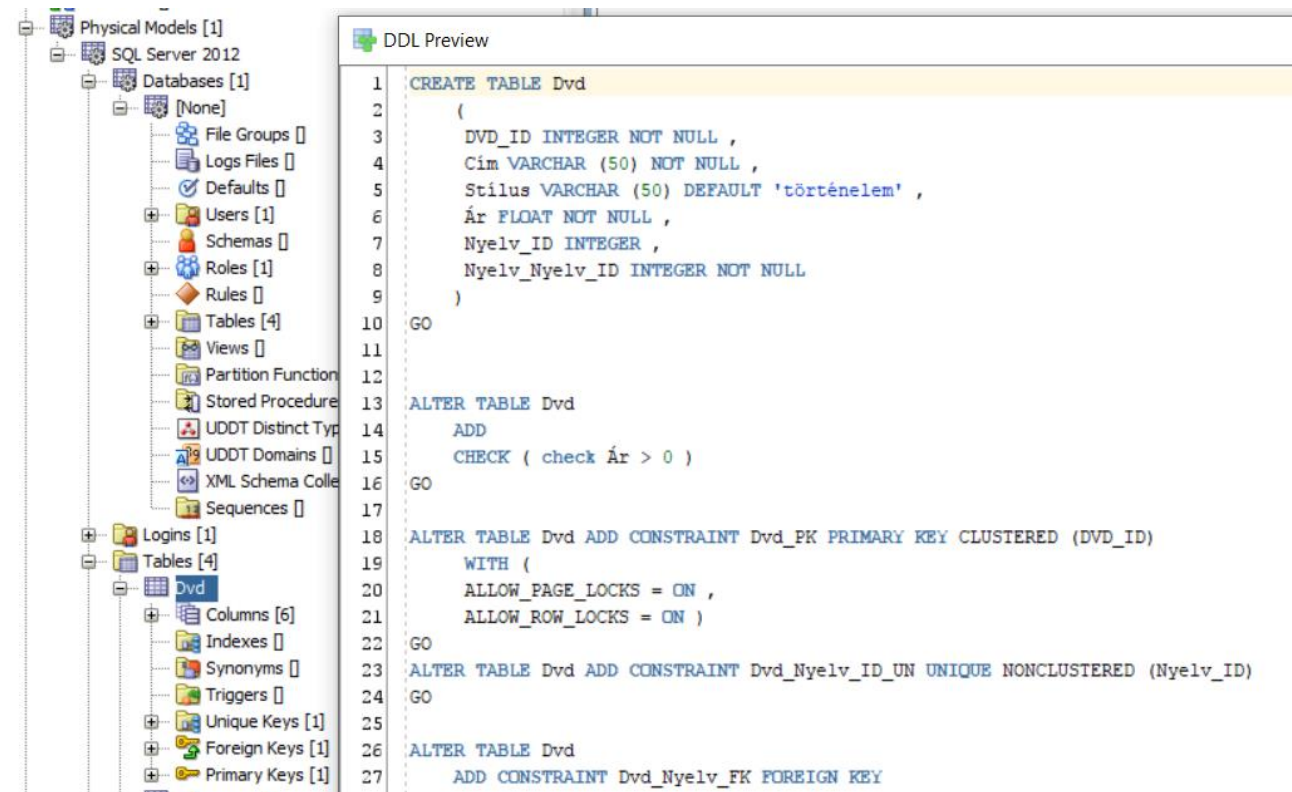 Physical Models [1]
SQL Server 2012
Databases [1]
[None]
File Groups []
Logs Files []
Defaults []
Users [1]
Schemas []
Roles [1]
Rules []
Tables [4]
Views []
Partition Function
Stored Procedure
UDDT Distinct Typ
UDDT Domains []
XML Schema Colle
Sequences []
Logins [1]
Tables [4]
Dvd
Columns [6]
Indexes []
Synonyms []
Triggers []
Unique Keys [1]
Foreign Keys [1]
Primary Keys [1]
DDL Preview
1 CREATE TABLE Dvd
2 (
3 DVD_ID INTEGER NOT NULL ,
4 Cím VARCHAR (50) NOT NULL ,
5 Stílus VARCHAR (50) DEFAULT 'történelem' ,
6 Ár FLOAT NOT NULL ,
7 Nyelv_ID INTEGER ,
8 Nyelv_Nyelv_ID INTEGER NOT NULL
9 )
10 GO
11
12
13 ALTER TABLE Dvd
14 ADD
15 CHECK ( check Ár > 0 )
16 GO
17
18 ALTER TABLE Dvd ADD CONSTRAINT Dvd_PK PRIMARY KEY CLUSTERED (DVD_ID)
19 WITH (
20 ALLOW_PAGE_LOCKS = ON ,
21 ALLOW_ROW_LOCKS = ON )
22 GO
23 ALTER TABLE Dvd ADD CONSTRAINT Dvd_Nyelv_ID_UN UNIQUE NONCLUSTERED (Nyelv_ID)
24 GO
25
26 ALTER TABLE Dvd
27 ADD CONSTRAINT Dvd_Nyelv_FK FOREIGN KEY